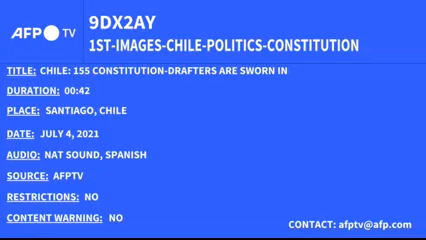 AFP TV
9DX2AY
1ST-IMAGES-CHILE-POLITICS-CONSTITUTION
TITLE: CHILE: 155 CONSTITUTION-DRAFTERS ARE SWORN IN
DURATION: 00:42
PLACE: SANTIAGO, CHILE
DATE: JULY 4, 2021
AUDIO: NAT SOUND, SPANISH
SOURCE: AFPTV
RESTRICTIONS: NO
CONTENT WARNING: NO
CONTACT: afptv@afp.com